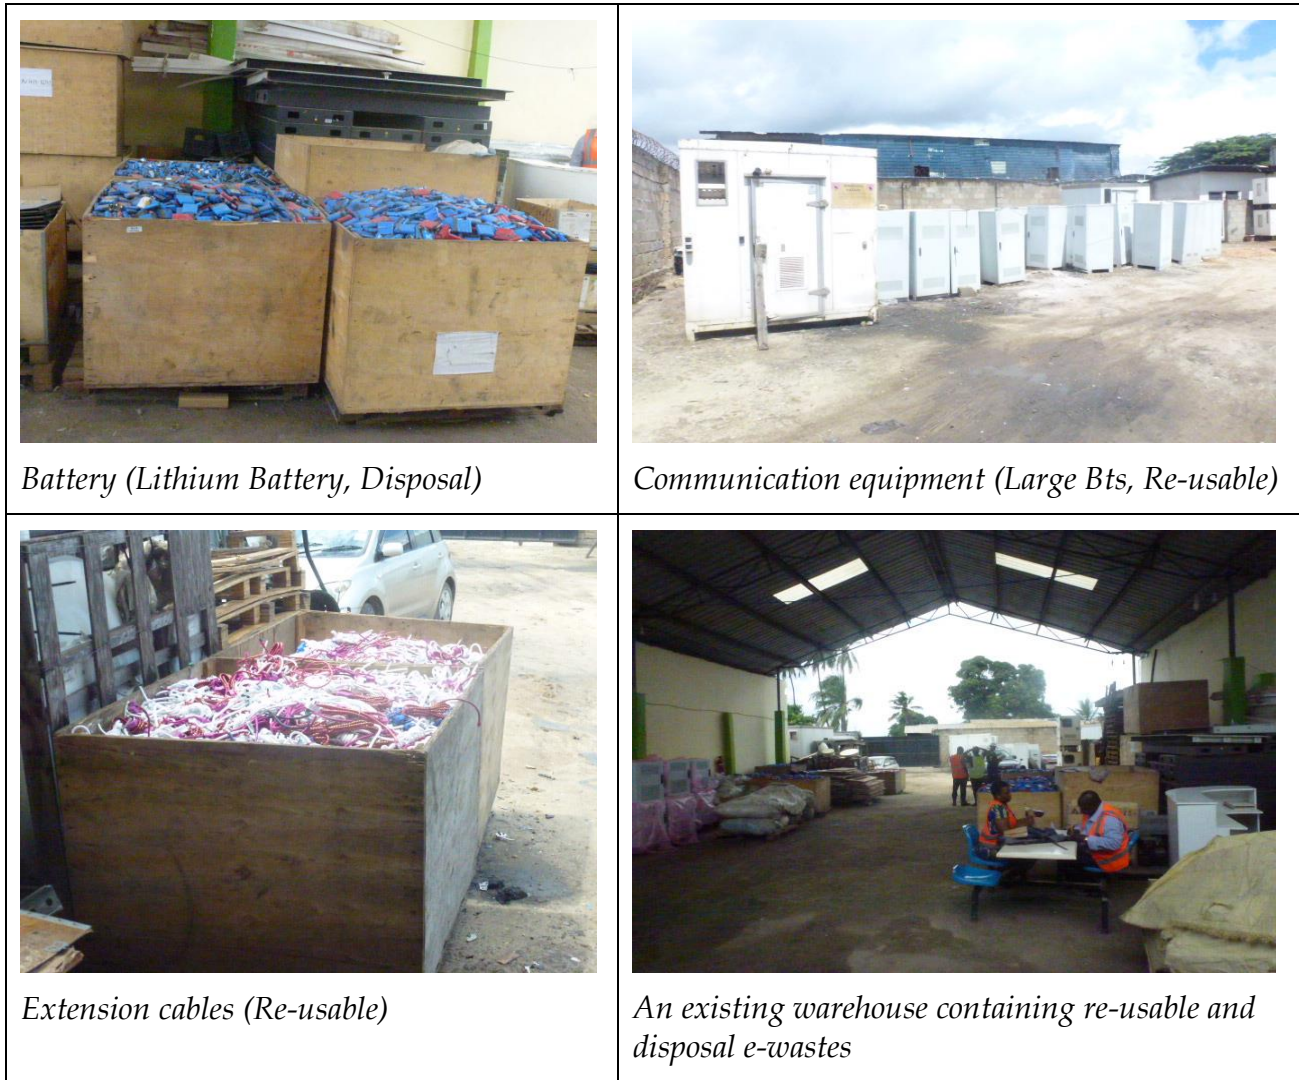 Battery (Lithium Battery, Disposal)
Communication equipment (Large Bts, Re-usable)
Extension cables (Re-usable)
An existing warehouse containing re-usable and
disposal e-wastes